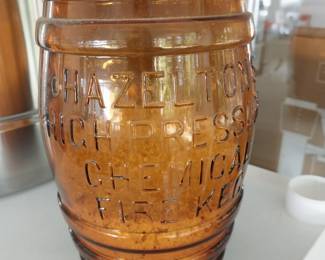 HAZELTON'S
HIGH PRESSURE
CHEMICAL
FIRE KEG